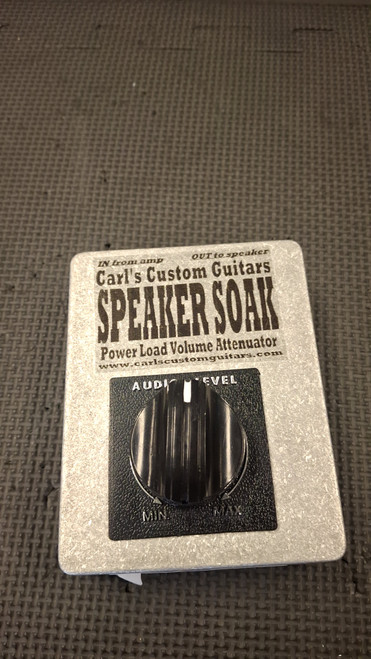 IN from amp OUT to speaker
Carl's Custom Guitars
SPEAKER SOAK
Power Load Volume Attenuator
www.carlscustomguitars.com
AUDIO LEVEL
MIN. MAX.